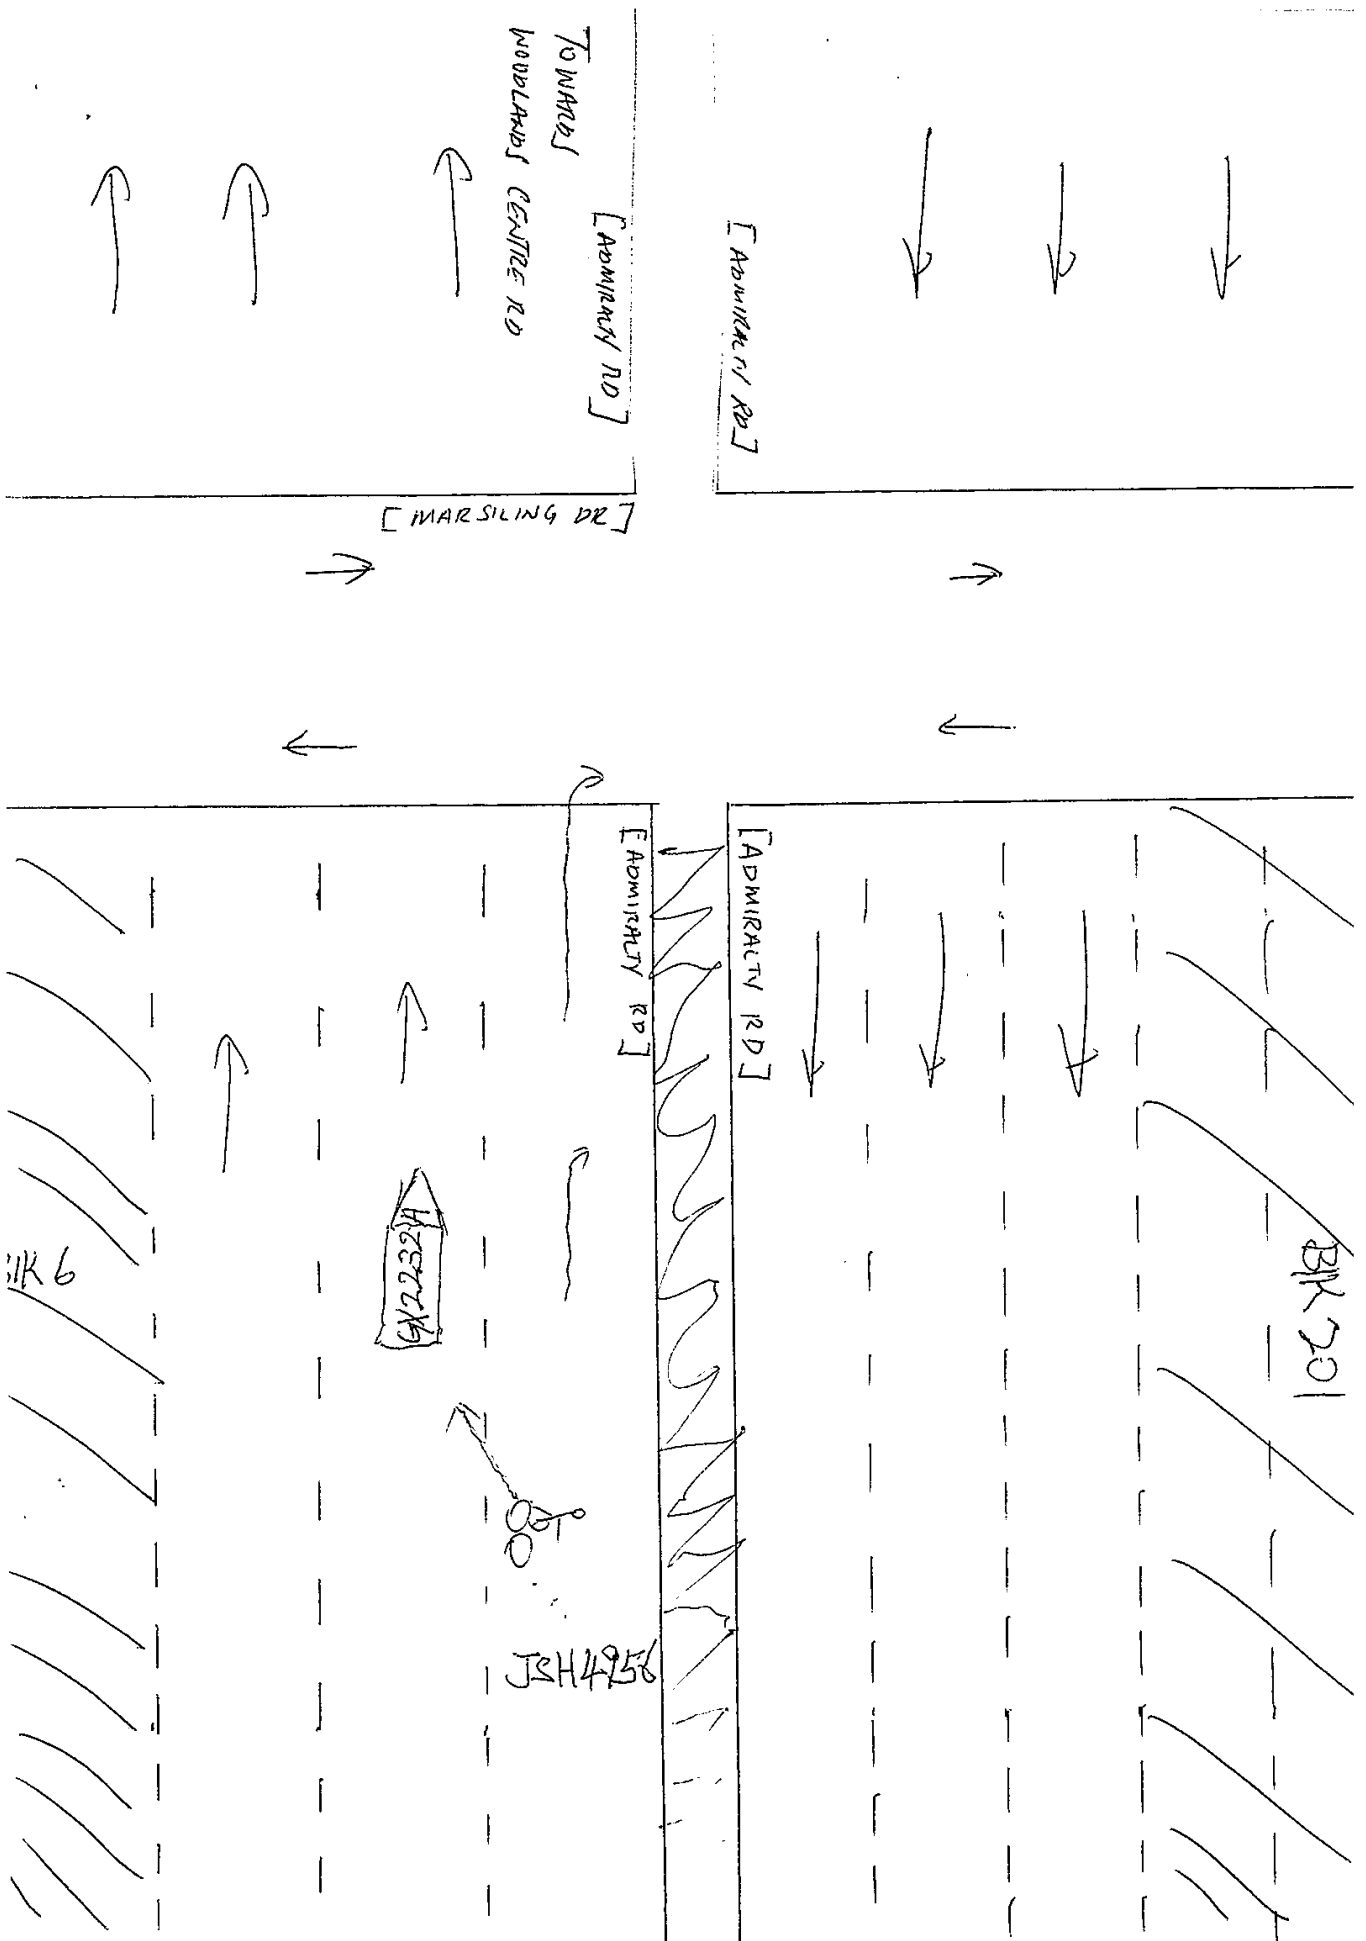 TOWARDS
WOODLANDS CENTRE RD
[ADMIRALTY RD]
[ADMIRALTY RD]
[MARSILING DR]
[ADMIRALTY RD]
[ADMIRALTY RD]
GX2232A
6
BlK 201
JSH4956